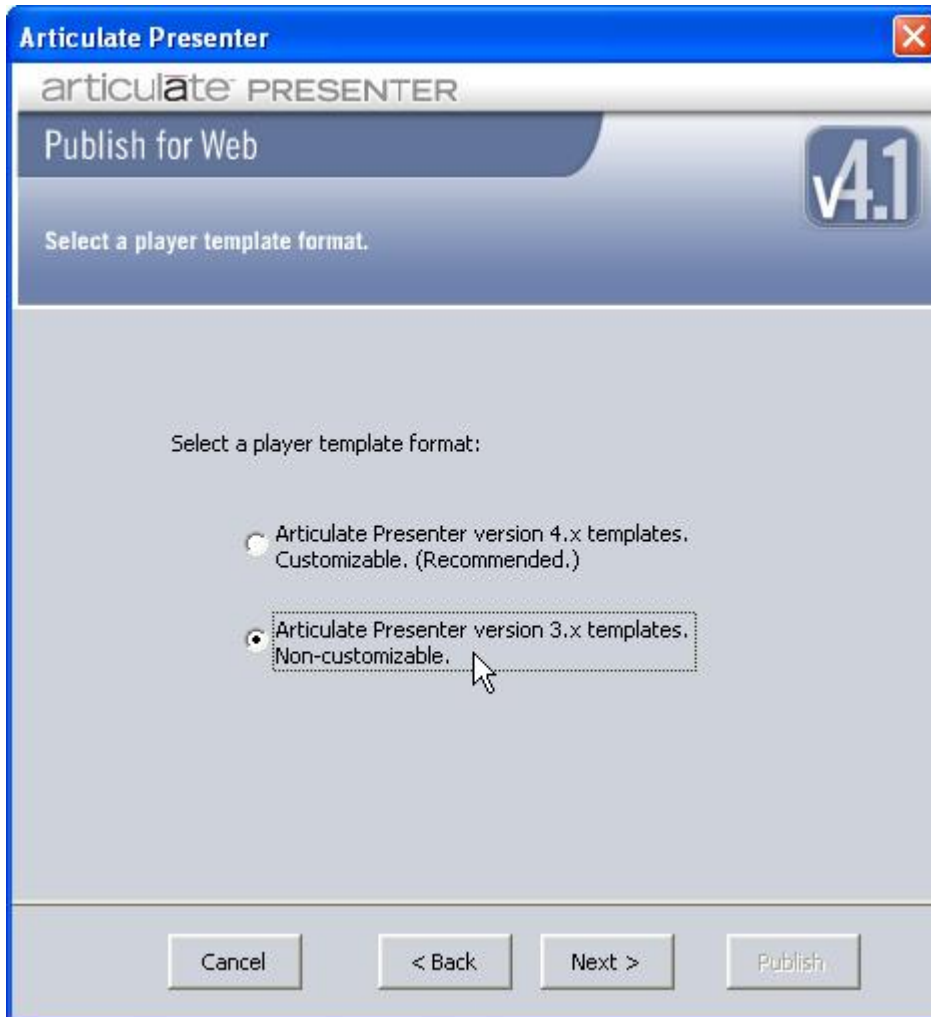 Articulate Presenter
articulāte PRESENTER
Publish for Web
v4.1
Select a player template format.
Select a player template format:
Articulate Presenter version 4.x templates.
Customizable. (Recommended.)
Articulate Presenter version 3.x templates.
Non-customizable.
Cancel
< Back
Next >
Publish